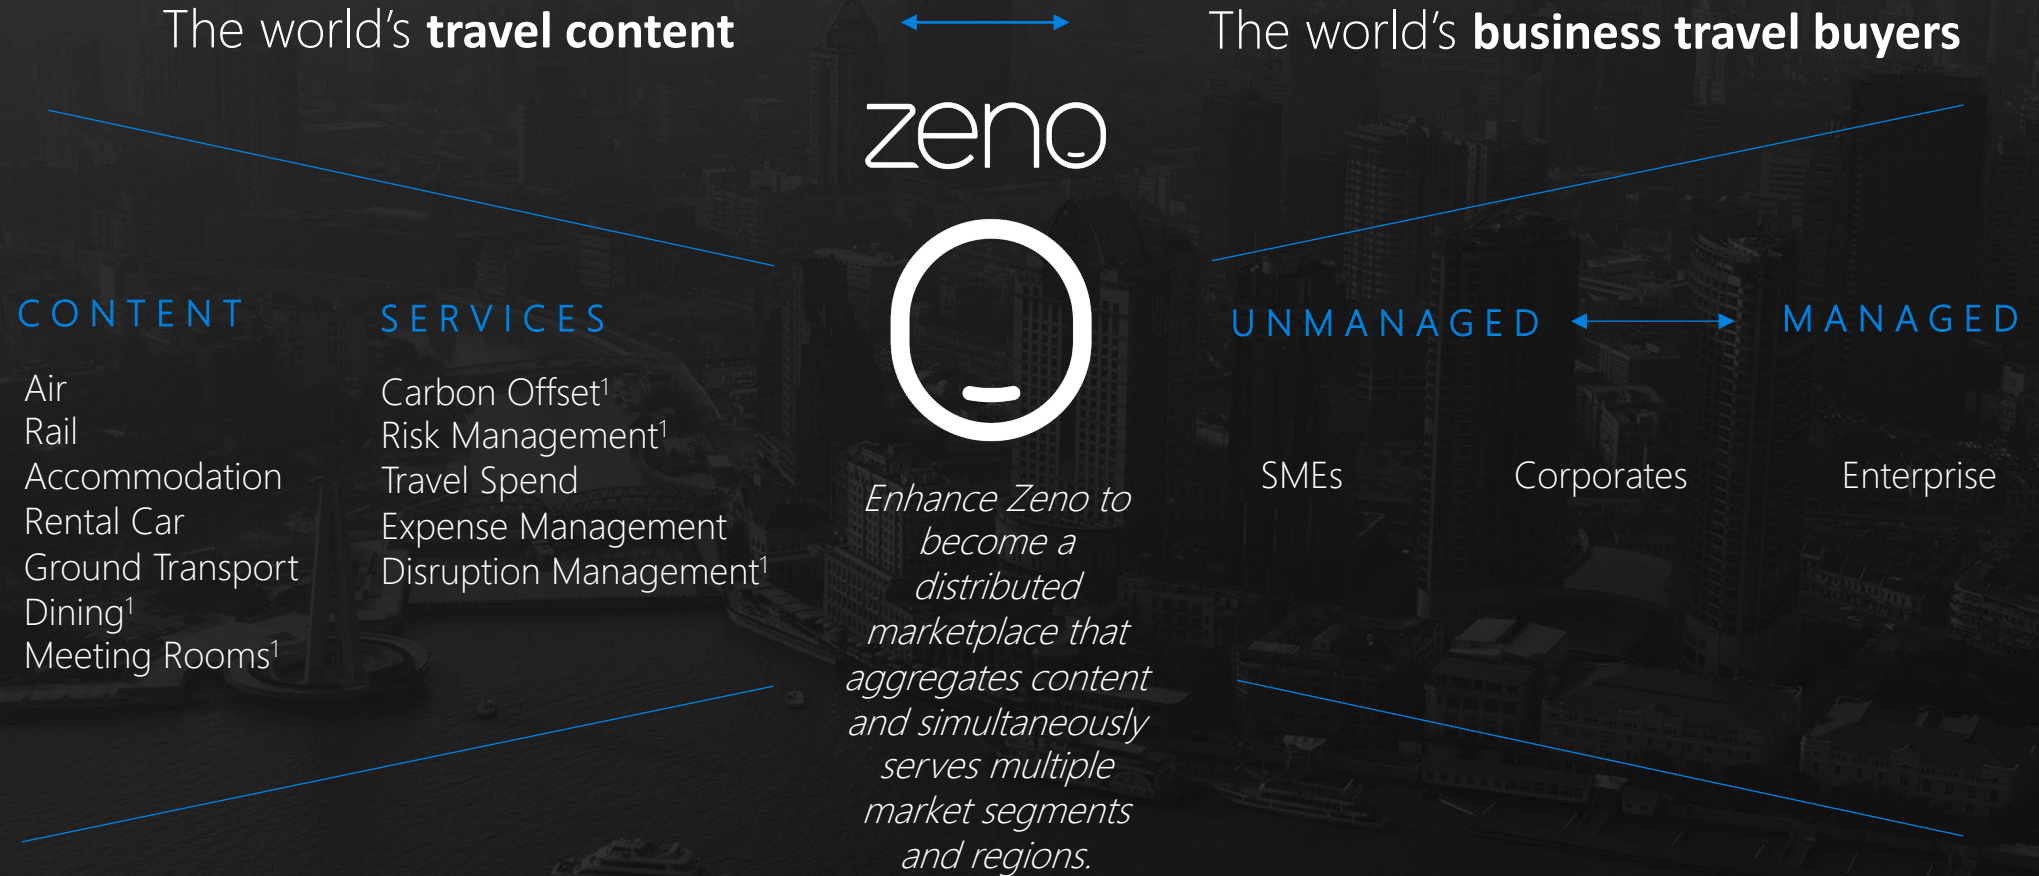 The world's travel content
The world's business travel buyers
zeno
CONTENT
Air
Rail
Accommodation
Rental Car
Ground Transport
Dining¹
Meeting Rooms¹
SERVICES
Carbon Offset¹
Risk Management¹
Travel Spend
Expense Management
Disruption Management¹
Enhance Zeno to
become a
distributed
marketplace that
aggregates content
and simultaneously
serves multiple
market segments
and regions.
UNMANAGED
MANAGED
SMEs
Corporates
Enterprise